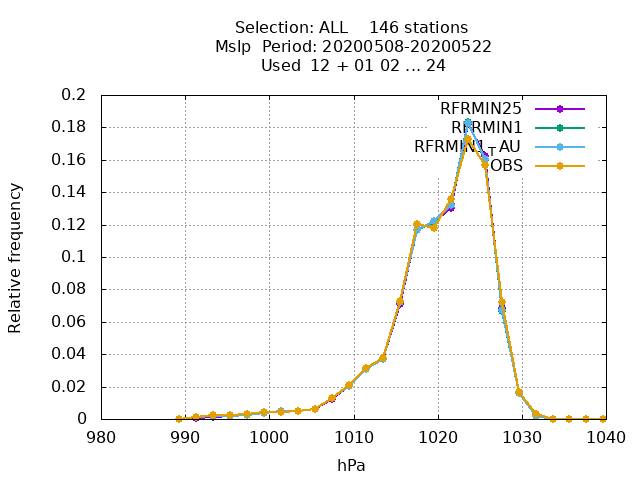 Selection: ALL    146 stations
Mslp  Period: 20200508-20200522
Used  12 + 01 02 ... 24
RFRMIN25
RFRMIN1
AU
OBS
0.2
0.18
0.16
0.14
0.12
0.1
0.08
0.06
0.04
0.02
0
980 990 1000 1010 1020 1030 1040
Relative frequency
hPa